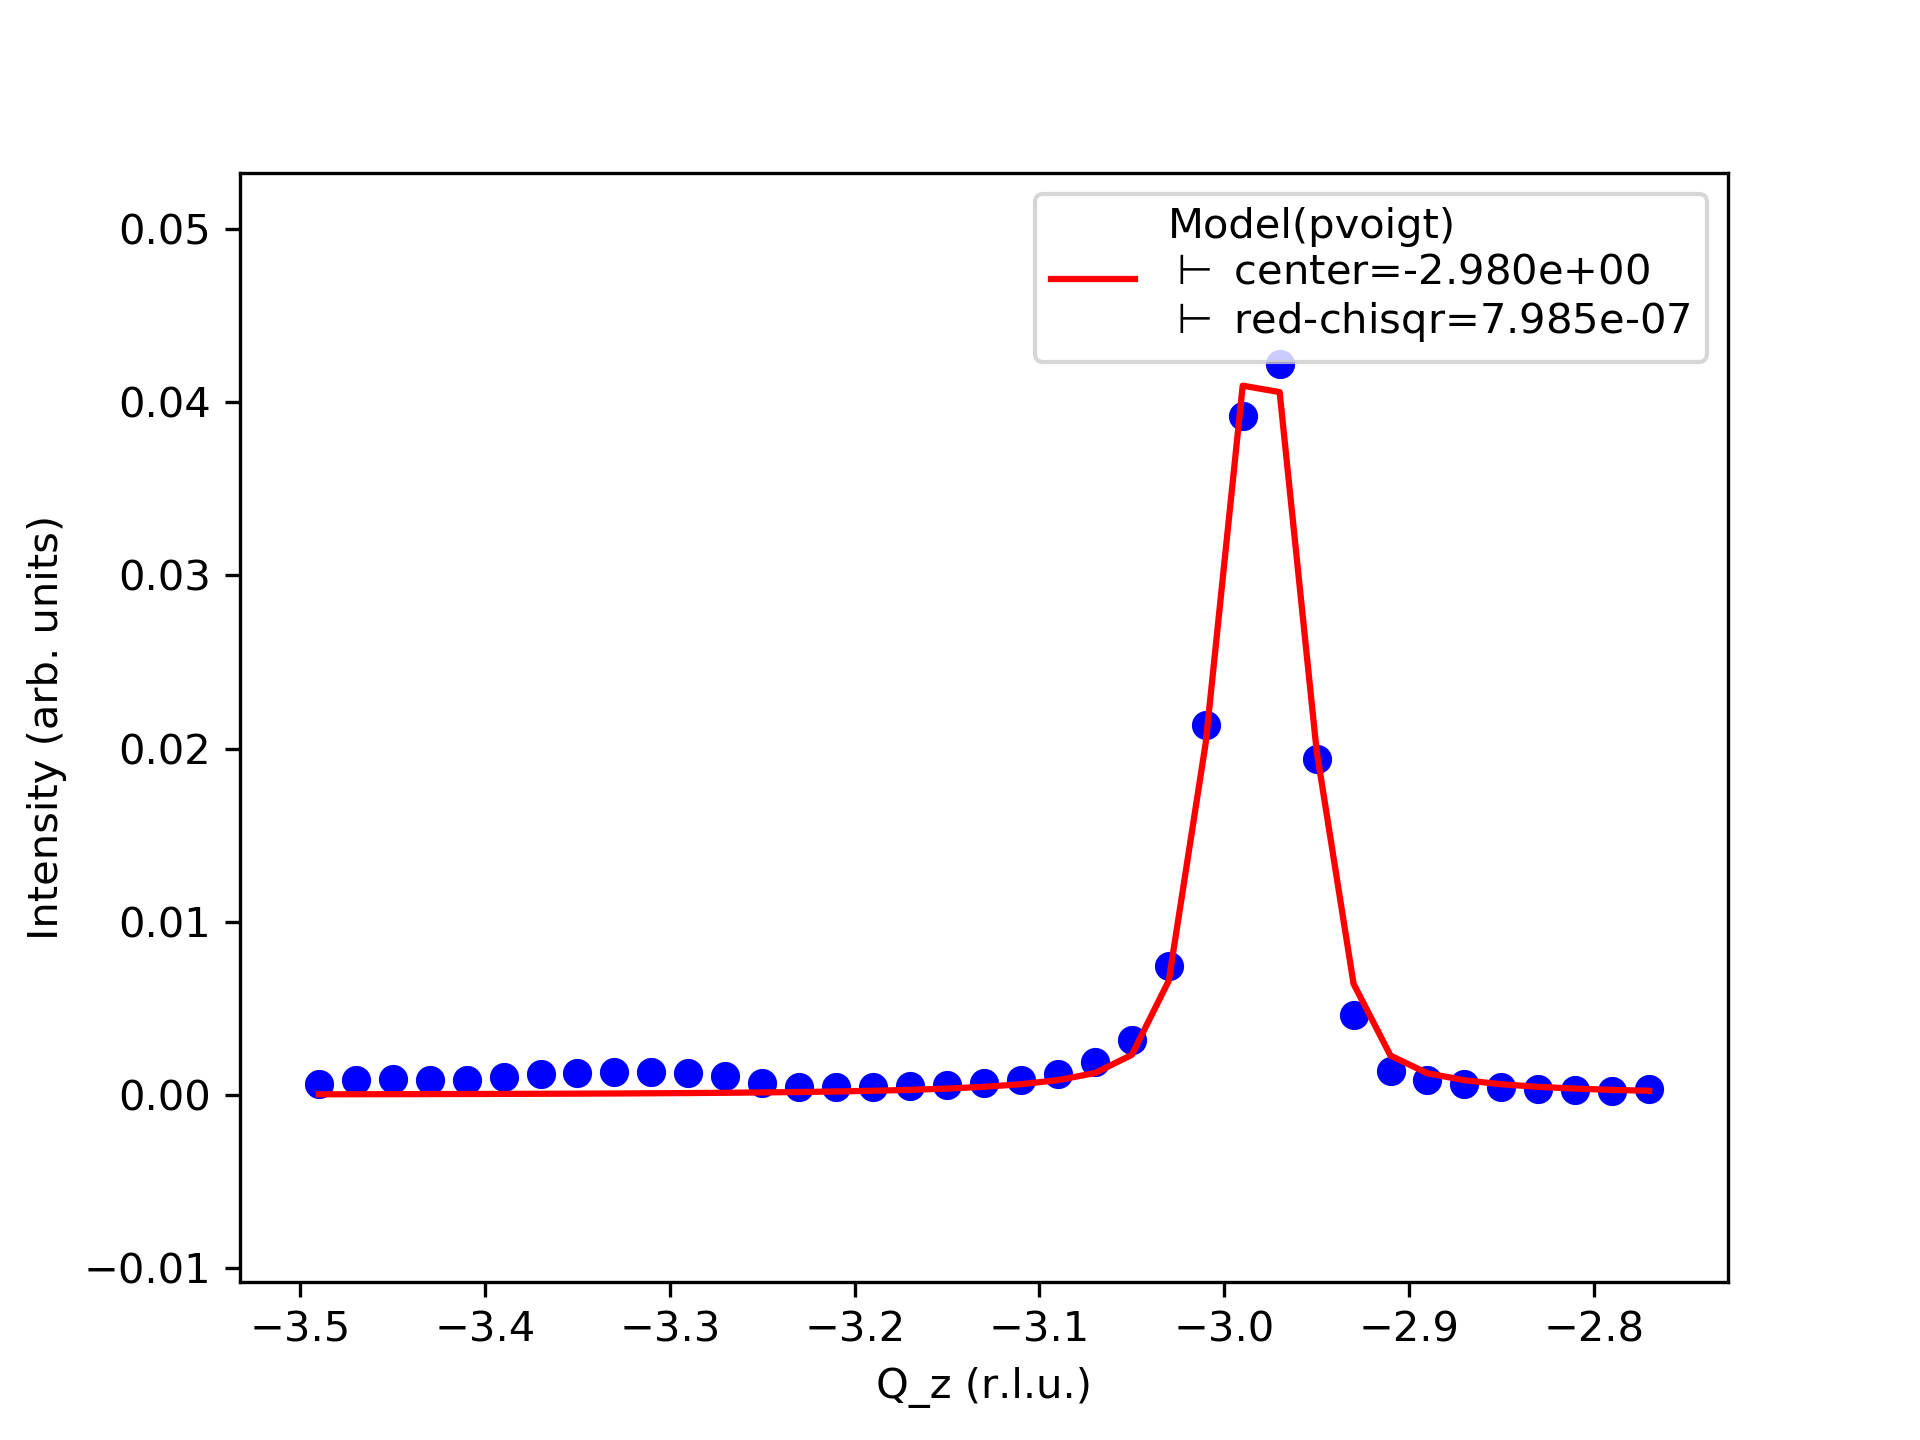 Model(pvoigt)
⊢ center=-2.980e+00
⊢ red-chisqr=7.985e-07
0.05
0.04
0.03
0.02
0.01
0.00
−0.01
Intensity (arb. units)
−3.5 −3.4 −3.3 −3.2 −3.1 −3.0 −2.9 −2.8
Q_z (r.l.u.)